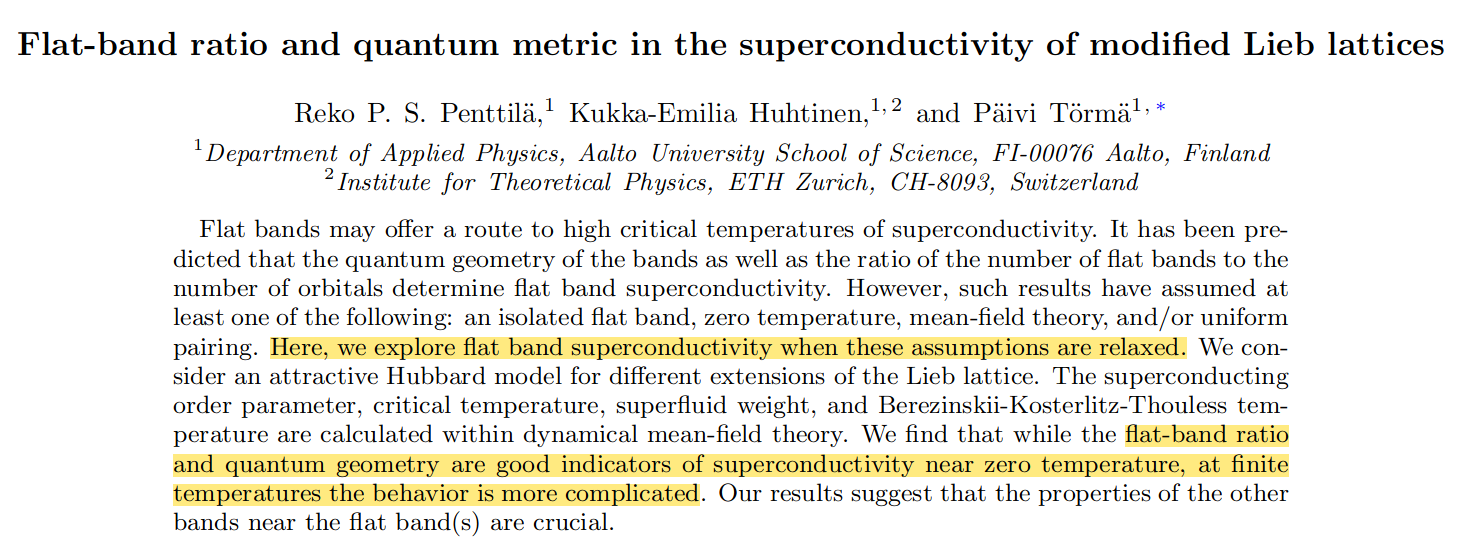 Flat-band ratio and quantum metric in the superconductivity of modified Lieb lattices
Reko P. S. Penttilä,1 Kukka-Emilia Huhtinen,1, 2 and Päivi Törmä1, *
1Department of Applied Physics, Aalto University School of Science, FI-00076 Aalto, Finland
2Institute for Theoretical Physics, ETH Zurich, CH-8093, Switzerland
Flat bands may offer a route to high critical temperatures of superconductivity. It has been pre-
dicted that the quantum geometry of the bands as well as the ratio of the number of flat bands to the
number of orbitals determine flat band superconductivity. However, such results have assumed at
least one of the following: an isolated flat band, zero temperature, mean-field theory, and/or uniform
pairing. Here, we explore flat band superconductivity when these assumptions are relaxed. We con-
sider an attractive Hubbard model for different extensions of the Lieb lattice. The superconducting
order parameter, critical temperature, superfluid weight, and Berezinskii-Kosterlitz-Thouless tem-
perature are calculated within dynamical mean-field theory. We find that while the flat-band ratio
and quantum geometry are good indicators of superconductivity near zero temperature, at finite
temperatures the behavior is more complicated. Our results suggest that the properties of the other
bands near the flat band(s) are crucial.